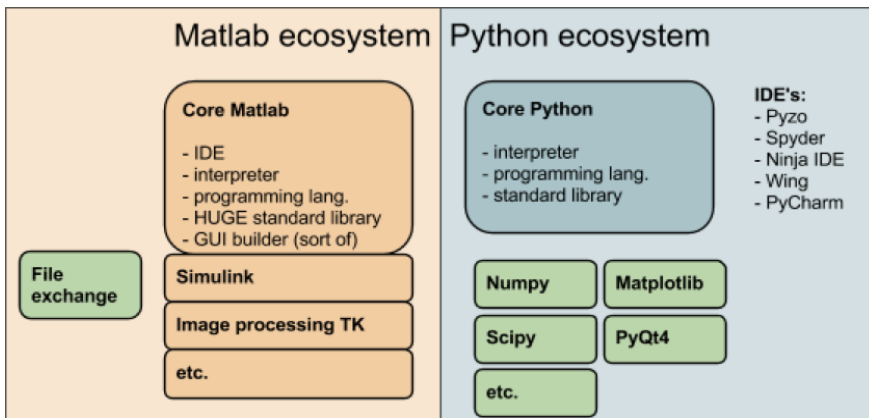 Matlab ecosystem
Core Matlab
- IDE
- interpreter
- programming lang.
- HUGE standard library
- GUI builder (sort of)
File
exchange
Simulink
Image processing TK
etc.
Python ecosystem
Core Python
- interpreter
- programming lang.
- standard library
IDE's:
- Pyzo
- Spyder
- Ninja IDE
- Wing
- PyCharm
Numpy
Matplotlib
Scipy
PyQt4
etc.